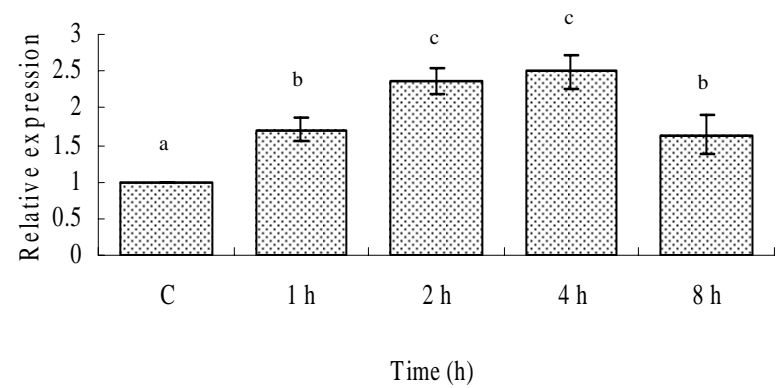 Relative expression
3
2.5
2
1.5
1
0.5
0
a
b
c
c
b
C 1 h 2 h 4 h 8 h
Time (h)